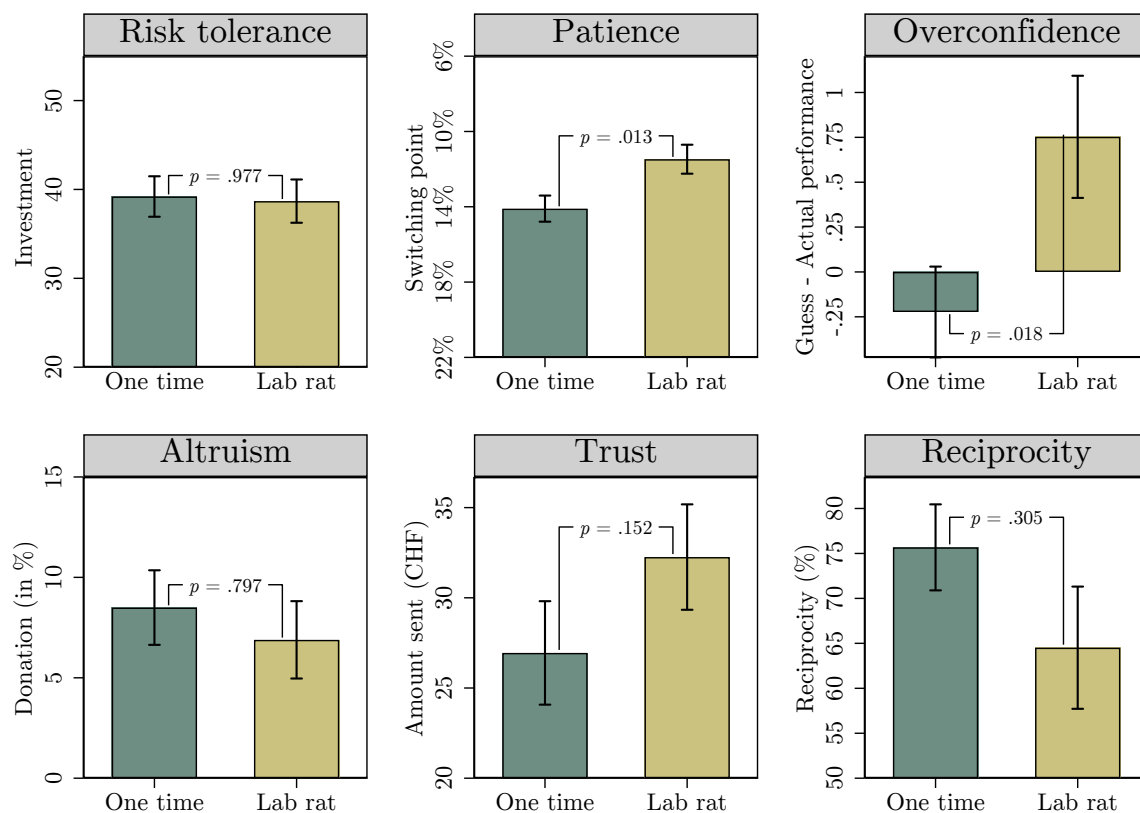 Risk tolerance
Investment
50
40
30
20
p = .977
One time
Lab rat
Patience
Switching point
6%
10%
14%
18%
22%
p = .013
One time
Lab rat
Overconfidence
Guess - Actual performance
1
.75
.5
.25
0
-.25
p = .018
One time
Lab rat
Altruism
Donation (in %)
15
10
5
0
p = .797
One time
Lab rat
Trust
Amount sent (CHF)
35
30
25
20
p = .152
One time
Lab rat
Reciprocity
Reciprocity (%)
80
75
70
65
60
55
50
p = .305
One time
Lab rat